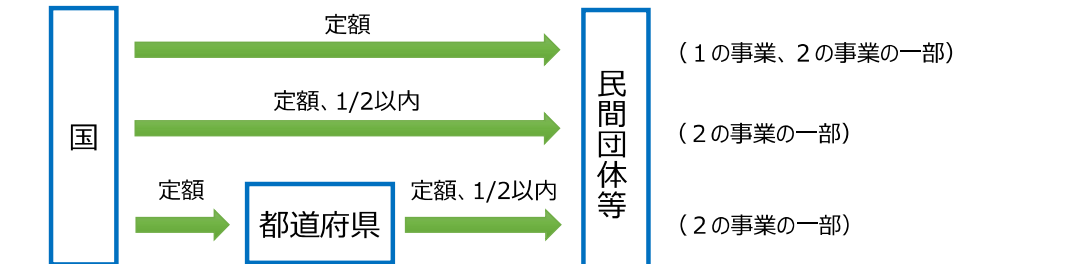 定額
(1の事業、2の事業の一部)
定額、1/2以内
国
(2の事業の一部)
民間団体等
定額
都道府県
定額、1/2以内
(2の事業の一部)